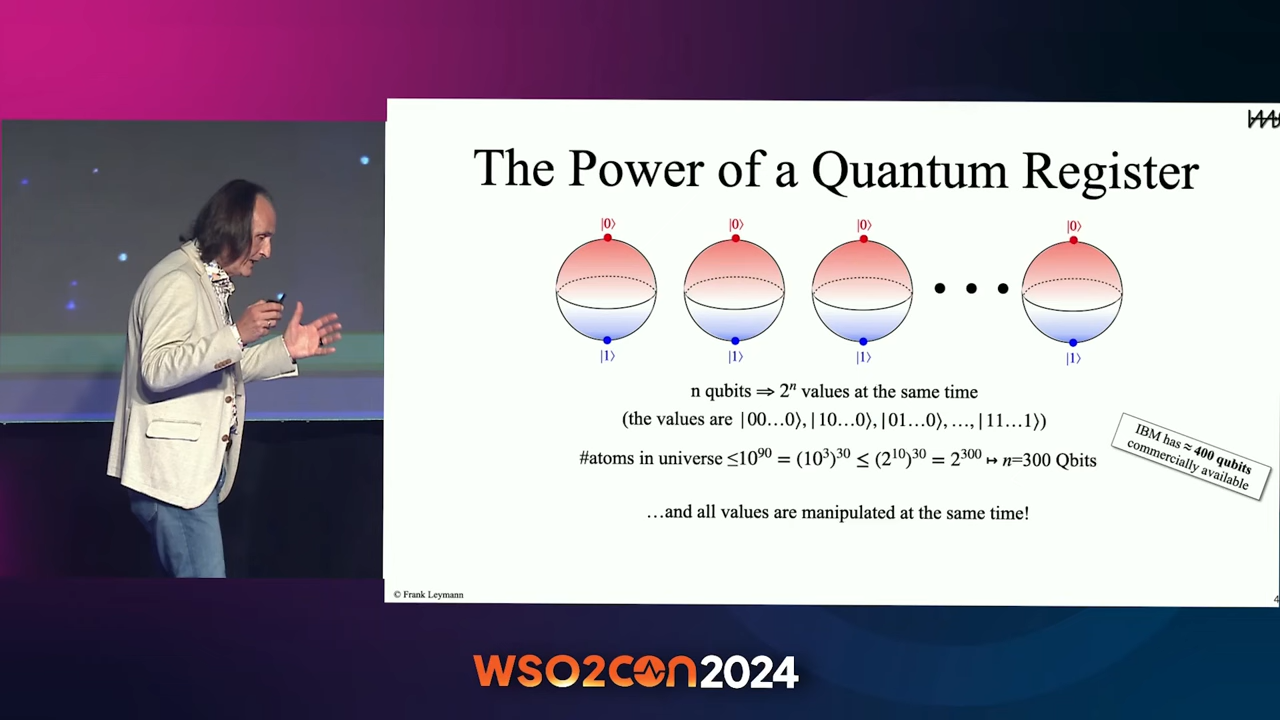 The Power of a Quantum Register
|0⟩ |0⟩ |0⟩ |0⟩
|1⟩ |1⟩ |1⟩ |1⟩
n qubits ⇒ 2ⁿ values at the same time
(the values are |00…0⟩, |10…0⟩, |01…0⟩, …, |11…1⟩)
#atoms in universe ≤10⁹⁰ = (10³)³⁰ ≤ (2¹⁰)³⁰ = 2³⁰⁰ ↦ n=300 Qbits
IBM has ≈ 400 qubits
commercially available
…and all values are manipulated at the same time!
© Frank Leymann
4
WSO2CON2024